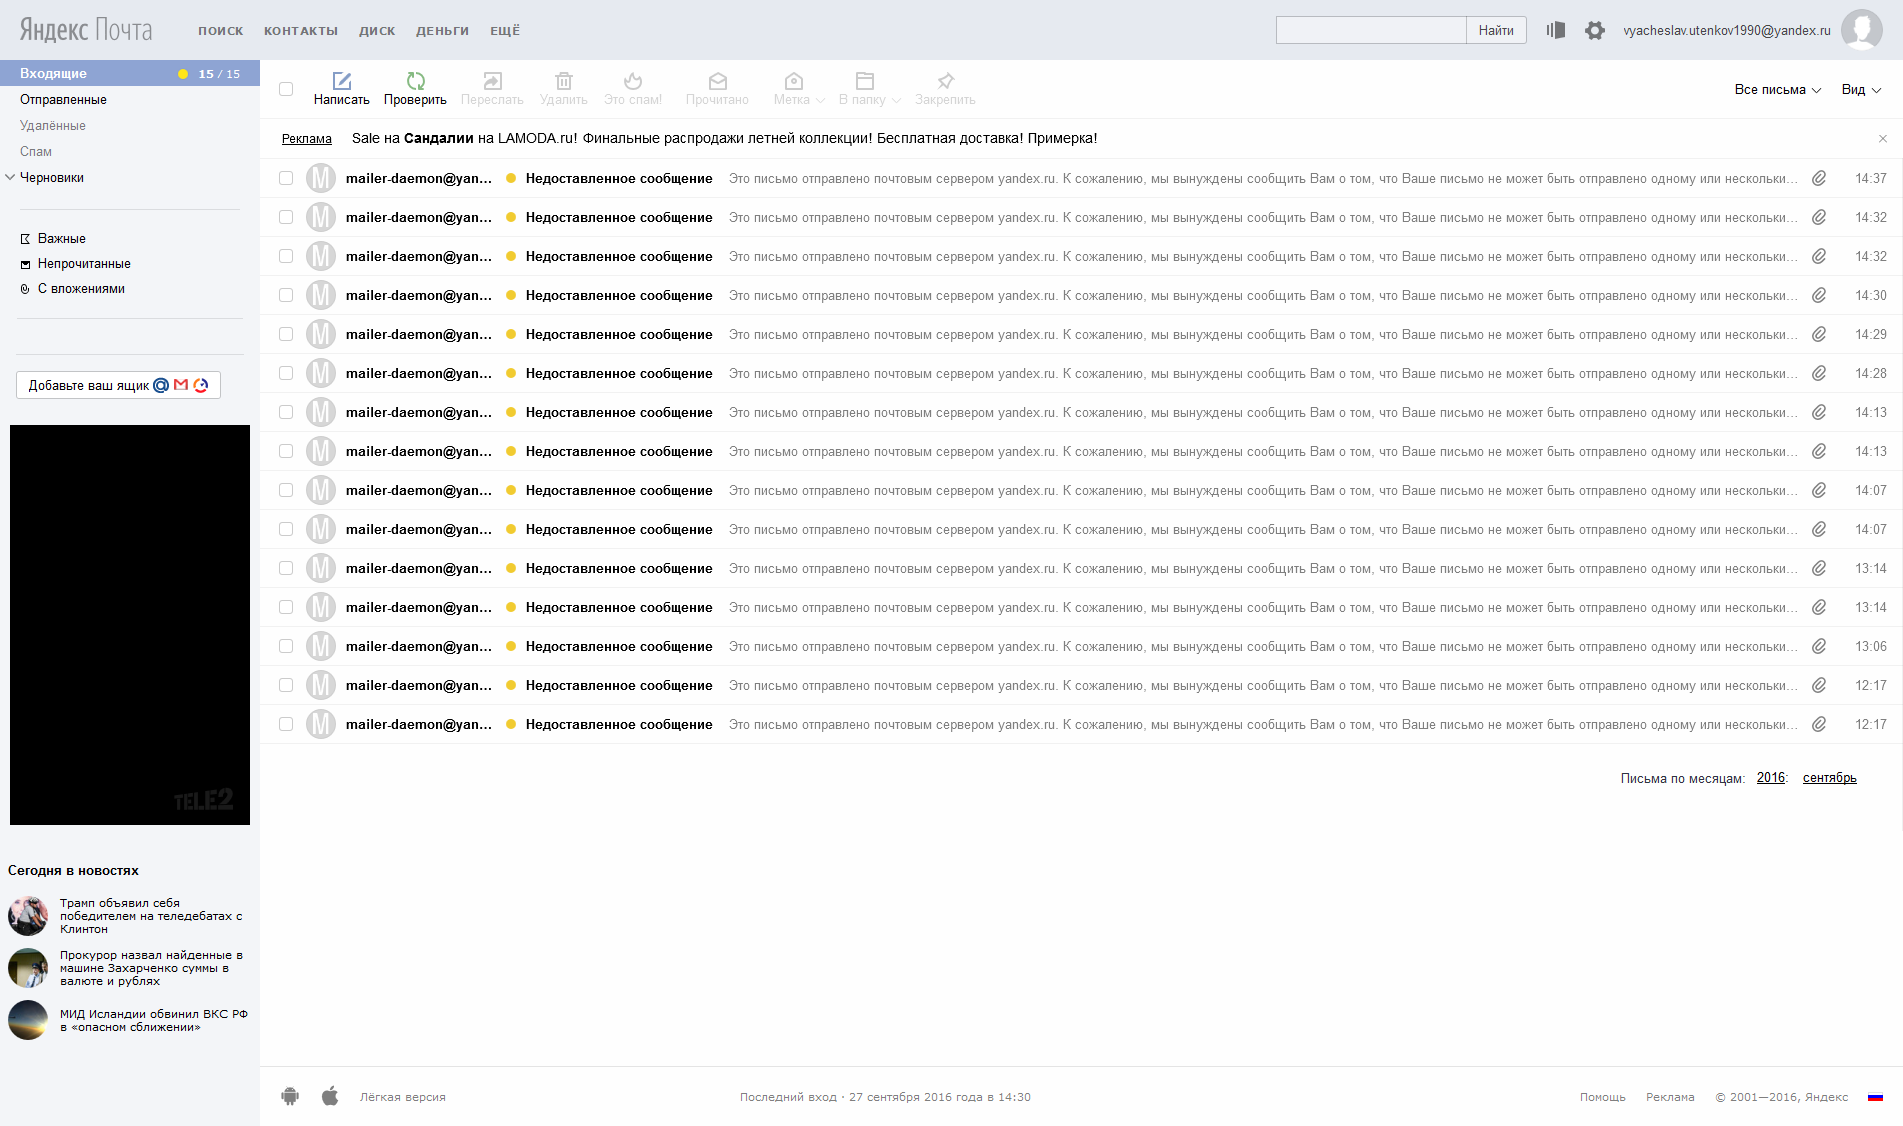 Яндекс Почта
ПОИСК КОНТАКТЫ ДИСК ДЕНЬГИ ЕЩЁ
Найти
vyacheslav.utenkov1990@yandex.ru
Входящие 15 / 15
Отправленные
Удалённые
Спам
Черновики
Важные
Непрочитанные
С вложениями
Добавьте ваш ящик
TELE2
Сегодня в новостях
Трамп объявил себя
победителем на теледебатах с
Клинтон
Прокурор назвал найденные в
машине Захарченко суммы в
валюте и рублях
МИД Исландии обвинил ВКС РФ
в «опасном сближении»
Написать Проверить Переслать Удалить Это спам! Прочитано Метка В папку Закрепить
Все письма Вид
Реклама Sale на Сандалии на LAMODA.ru! Финальные распродажи летней коллекции! Бесплатная доставка! Примерка!
M mailer-daemon@yan... Недоставленное сообщение Это письмо отправлено почтовым сервером yandex.ru. К сожалению, мы вынуждены сообщить Вам о том, что Ваше письмо не может быть отправлено одному или нескольки... 14:37
M mailer-daemon@yan... Недоставленное сообщение Это письмо отправлено почтовым сервером yandex.ru. К сожалению, мы вынуждены сообщить Вам о том, что Ваше письмо не может быть отправлено одному или нескольки... 14:32
M mailer-daemon@yan... Недоставленное сообщение Это письмо отправлено почтовым сервером yandex.ru. К сожалению, мы вынуждены сообщить Вам о том, что Ваше письмо не может быть отправлено одному или нескольки... 14:32
M mailer-daemon@yan... Недоставленное сообщение Это письмо отправлено почтовым сервером yandex.ru. К сожалению, мы вынуждены сообщить Вам о том, что Ваше письмо не может быть отправлено одному или нескольки... 14:30
M mailer-daemon@yan... Недоставленное сообщение Это письмо отправлено почтовым сервером yandex.ru. К сожалению, мы вынуждены сообщить Вам о том, что Ваше письмо не может быть отправлено одному или нескольки... 14:29
M mailer-daemon@yan... Недоставленное сообщение Это письмо отправлено почтовым сервером yandex.ru. К сожалению, мы вынуждены сообщить Вам о том, что Ваше письмо не может быть отправлено одному или нескольки... 14:28
M mailer-daemon@yan... Недоставленное сообщение Это письмо отправлено почтовым сервером yandex.ru. К сожалению, мы вынуждены сообщить Вам о том, что Ваше письмо не может быть отправлено одному или нескольки... 14:13
M mailer-daemon@yan... Недоставленное сообщение Это письмо отправлено почтовым сервером yandex.ru. К сожалению, мы вынуждены сообщить Вам о том, что Ваше письмо не может быть отправлено одному или нескольки... 14:13
M mailer-daemon@yan... Недоставленное сообщение Это письмо отправлено почтовым сервером yandex.ru. К сожалению, мы вынуждены сообщить Вам о том, что Ваше письмо не может быть отправлено одному или нескольки... 14:07
M mailer-daemon@yan... Недоставленное сообщение Это письмо отправлено почтовым сервером yandex.ru. К сожалению, мы вынуждены сообщить Вам о том, что Ваше письмо не может быть отправлено одному или нескольки... 14:07
M mailer-daemon@yan... Недоставленное сообщение Это письмо отправлено почтовым сервером yandex.ru. К сожалению, мы вынуждены сообщить Вам о том, что Ваше письмо не может быть отправлено одному или нескольки... 13:14
M mailer-daemon@yan... Недоставленное сообщение Это письмо отправлено почтовым сервером yandex.ru. К сожалению, мы вынуждены сообщить Вам о том, что Ваше письмо не может быть отправлено одному или нескольки... 13:14
M mailer-daemon@yan... Недоставленное сообщение Это письмо отправлено почтовым сервером yandex.ru. К сожалению, мы вынуждены сообщить Вам о том, что Ваше письмо не может быть отправлено одному или нескольки... 13:06
M mailer-daemon@yan... Недоставленное сообщение Это письмо отправлено почтовым сервером yandex.ru. К сожалению, мы вынуждены сообщить Вам о том, что Ваше письмо не может быть отправлено одному или нескольки... 12:17
M mailer-daemon@yan... Недоставленное сообщение Это письмо отправлено почтовым сервером yandex.ru. К сожалению, мы вынуждены сообщить Вам о том, что Ваше письмо не может быть отправлено одному или нескольки... 12:17
Письма по месяцам: 2016: сентябрь
Лёгкая версия Последний вход · 27 сентября 2016 года в 14:30 Помощь Реклама © 2001—2016, Яндекс